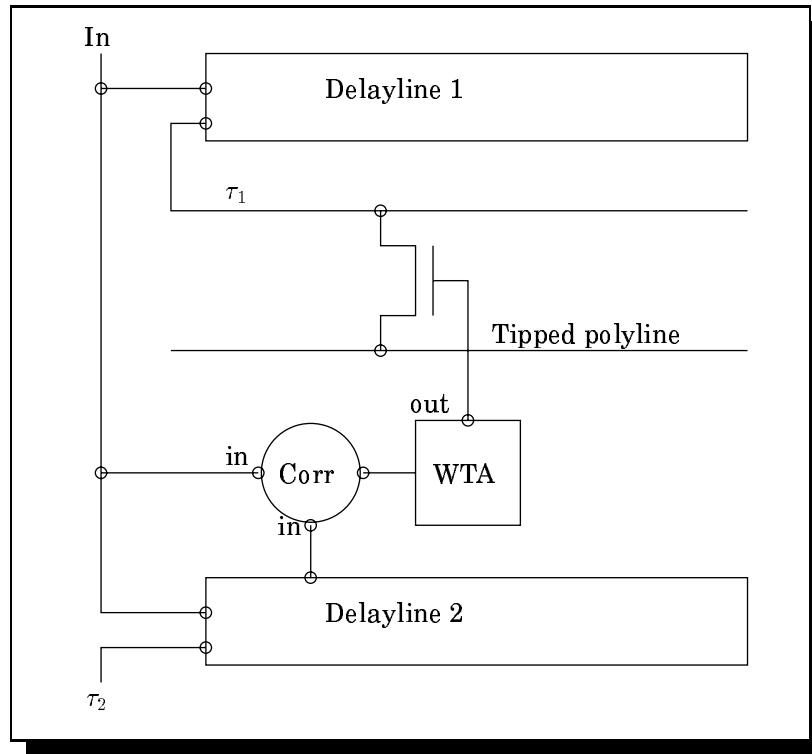 In
Delayline 1
τ₁
Tipped polyline
out
in
Corr
WTA
in
Delayline 2
τ₂